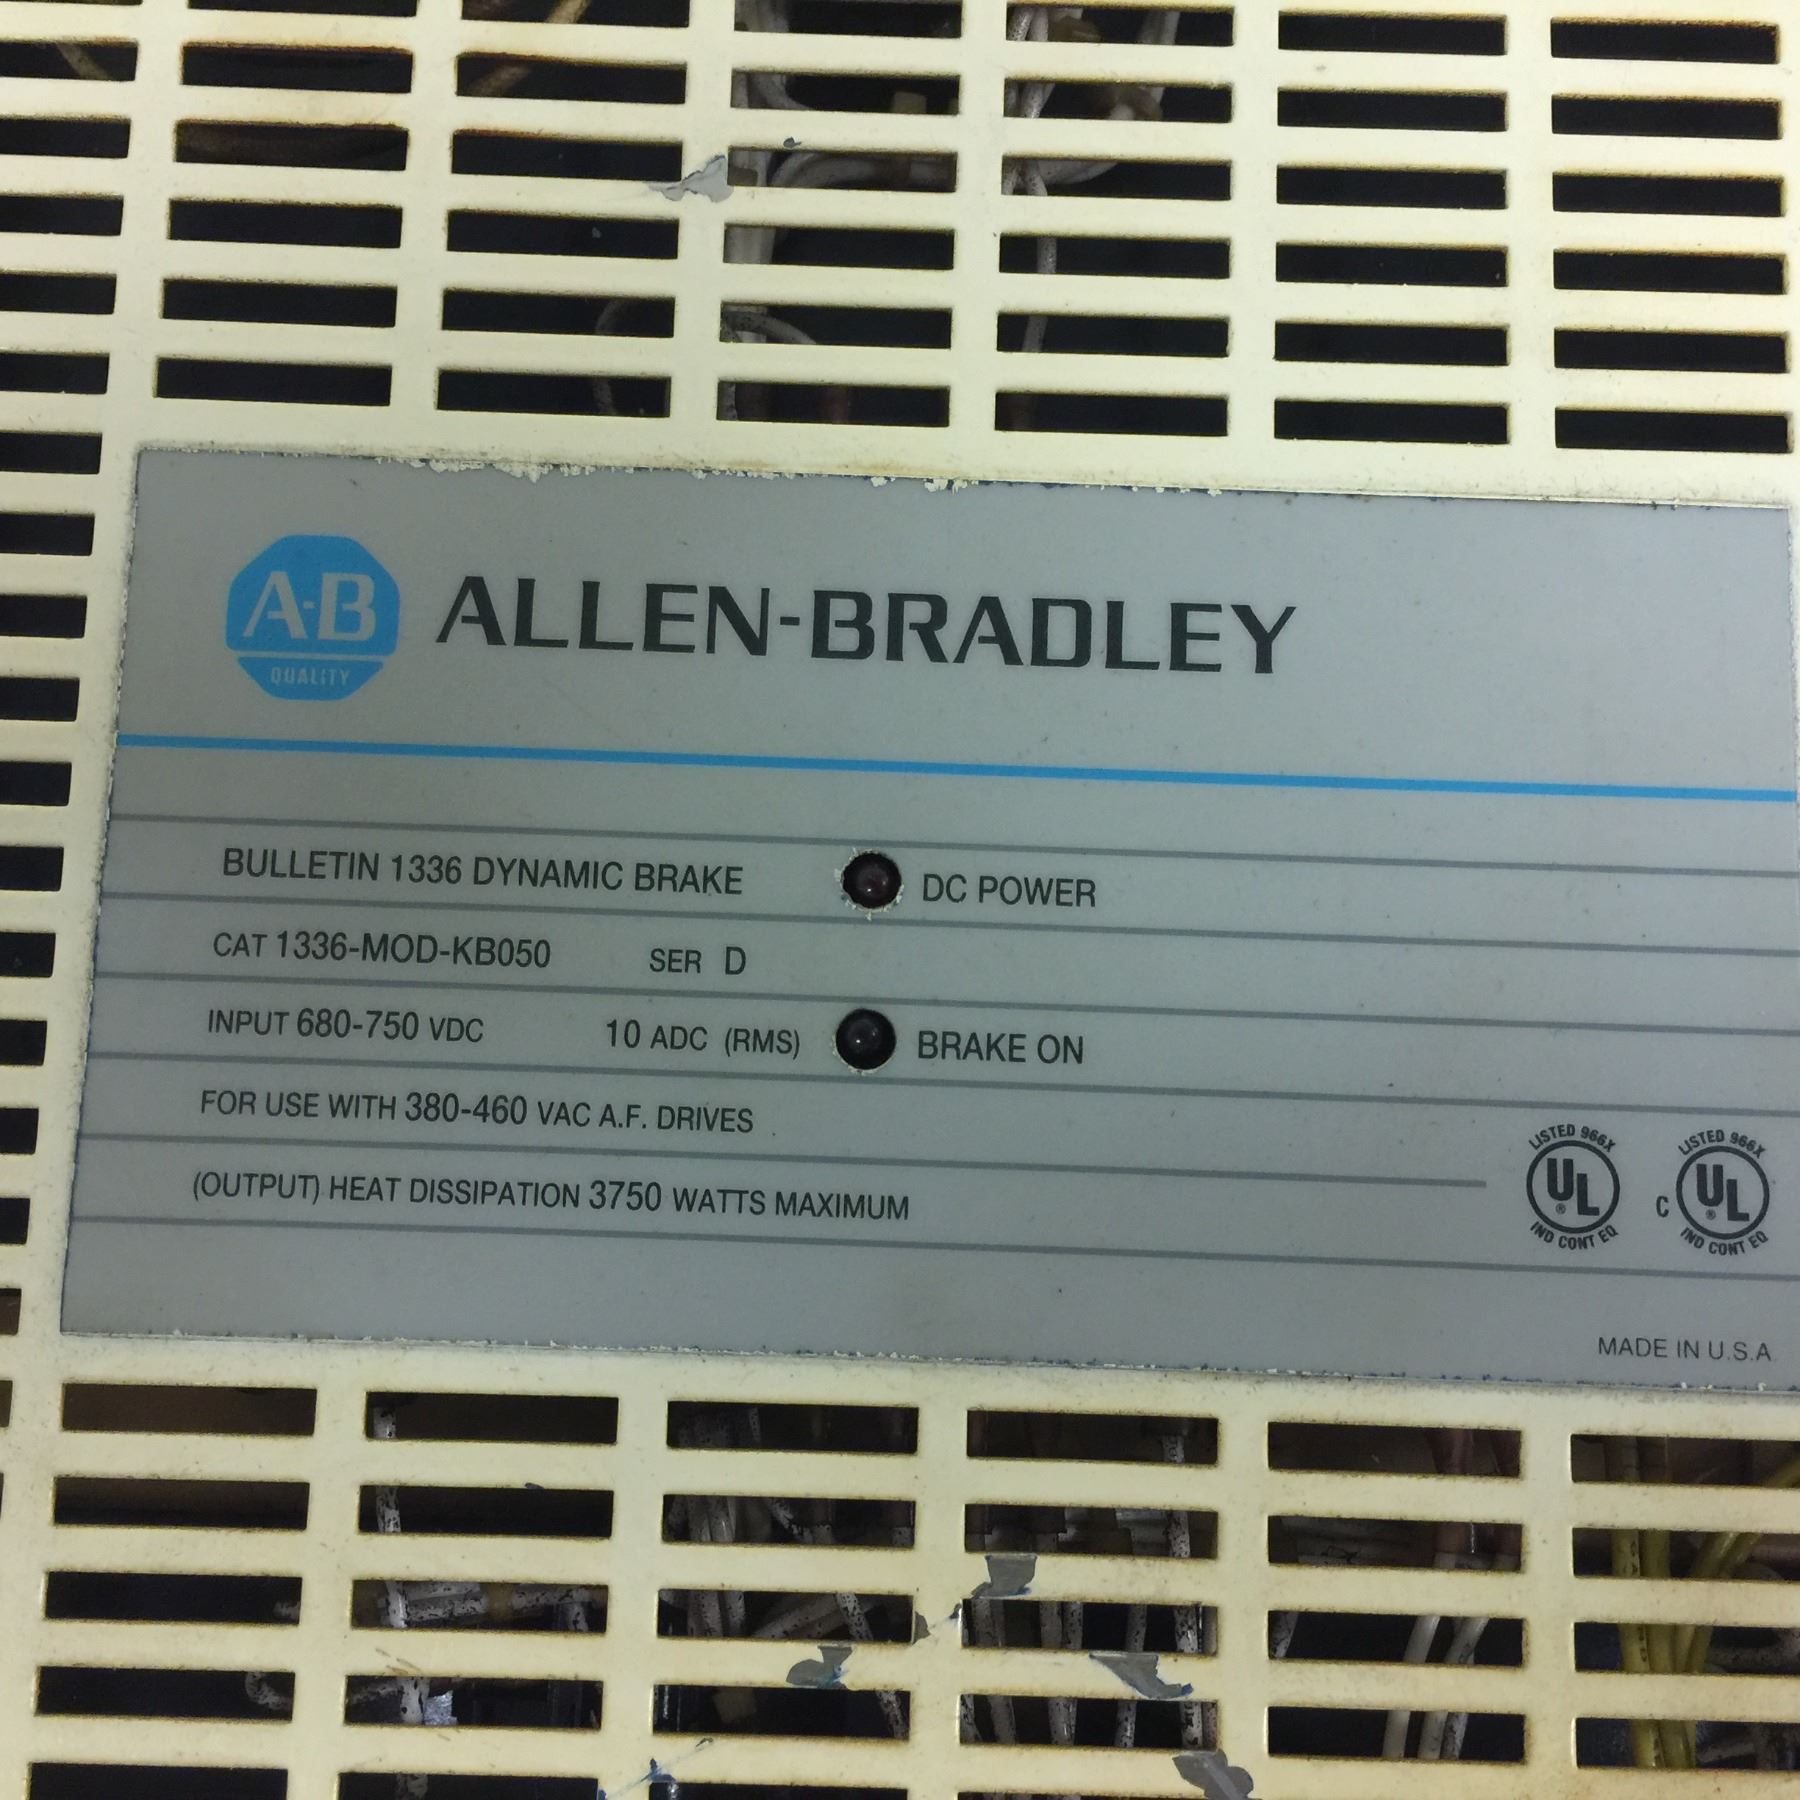 A-B
QUALITY
ALLEN-BRADLEY
BULLETIN 1336 DYNAMIC BRAKE
DC POWER
CAT 1336-MOD-KB050 SER D
INPUT 680-750 VDC 10 ADC (RMS)
BRAKE ON
FOR USE WITH 380-460 VAC A.F. DRIVES
(OUTPUT) HEAT DISSIPATION 3750 WATTS MAXIMUM
LISTED 966X
UL
®
IND CONT EQ
LISTED 966X
C UL
®
IND CONT EQ
MADE IN U.S.A